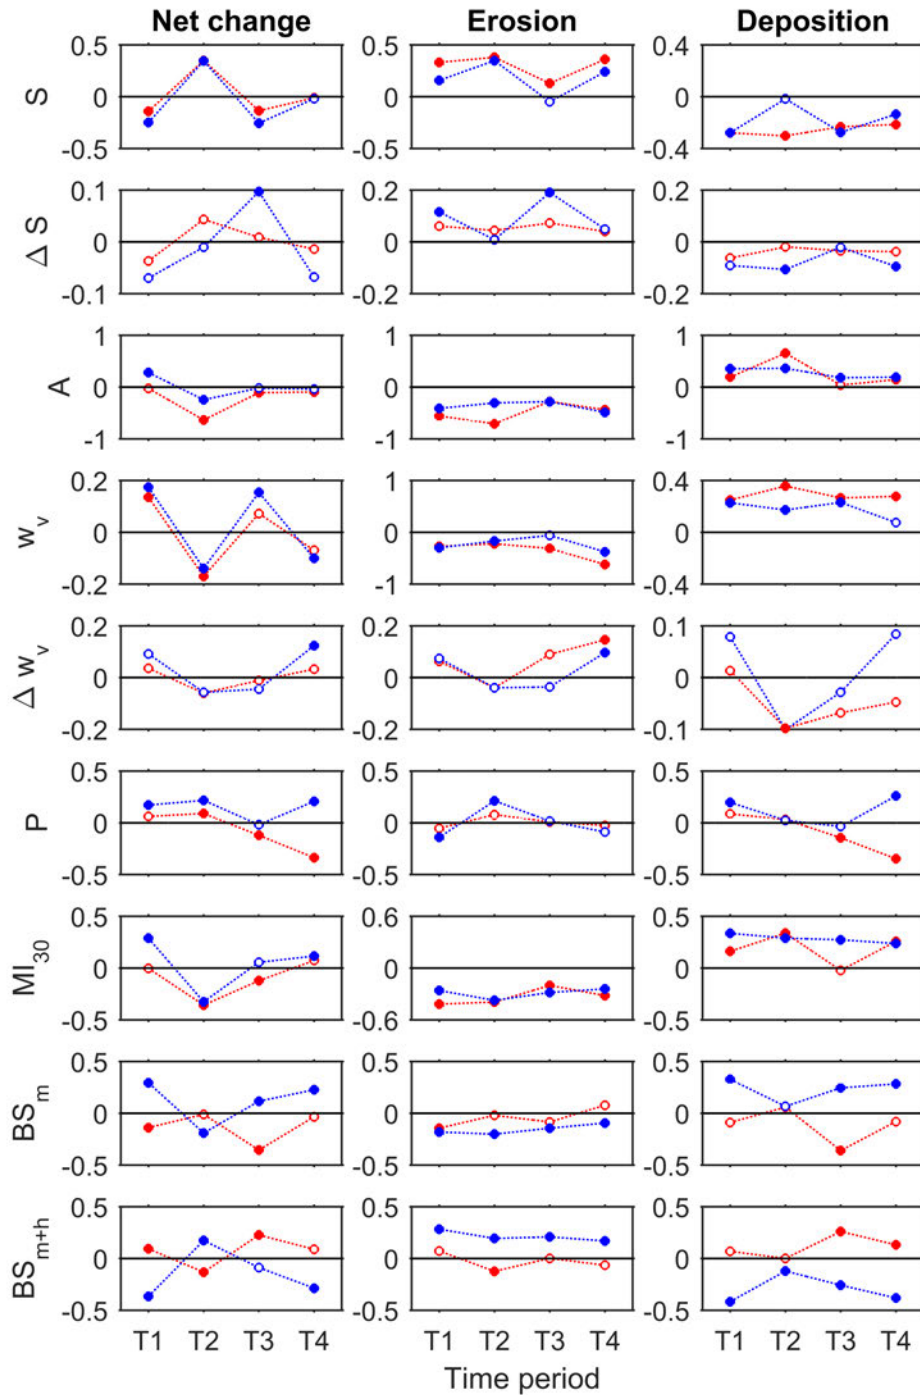 Net change Erosion Deposition
S 0.5 0 -0.5 0.5 0 -0.5 0.4 0 -0.4
Δ S 0.1 0 -0.1 0.2 0 -0.2 0.2 0 -0.2
A 1 0 -1 1 0 -1 1 0 -1
w_v 0.2 0 -0.2 1 0 -1 0.4 0 -0.4
Δ w_v 0.2 0 -0.2 0.2 0 -0.2 0.1 0 -0.1
P 0.5 0 -0.5 0.5 0 -0.5 0.5 0 -0.5
MI_30 0.5 0 -0.5 0.6 0 -0.6 0.5 0 -0.5
BS_m 0.5 0 -0.5 0.5 0 -0.5 0.5 0 -0.5
BS_m+h 0.5 0 -0.5 0.5 0 -0.5 0.5 0 -0.5
T1 T2 T3 T4 T1 T2 T3 T4 T1 T2 T3 T4
Time period